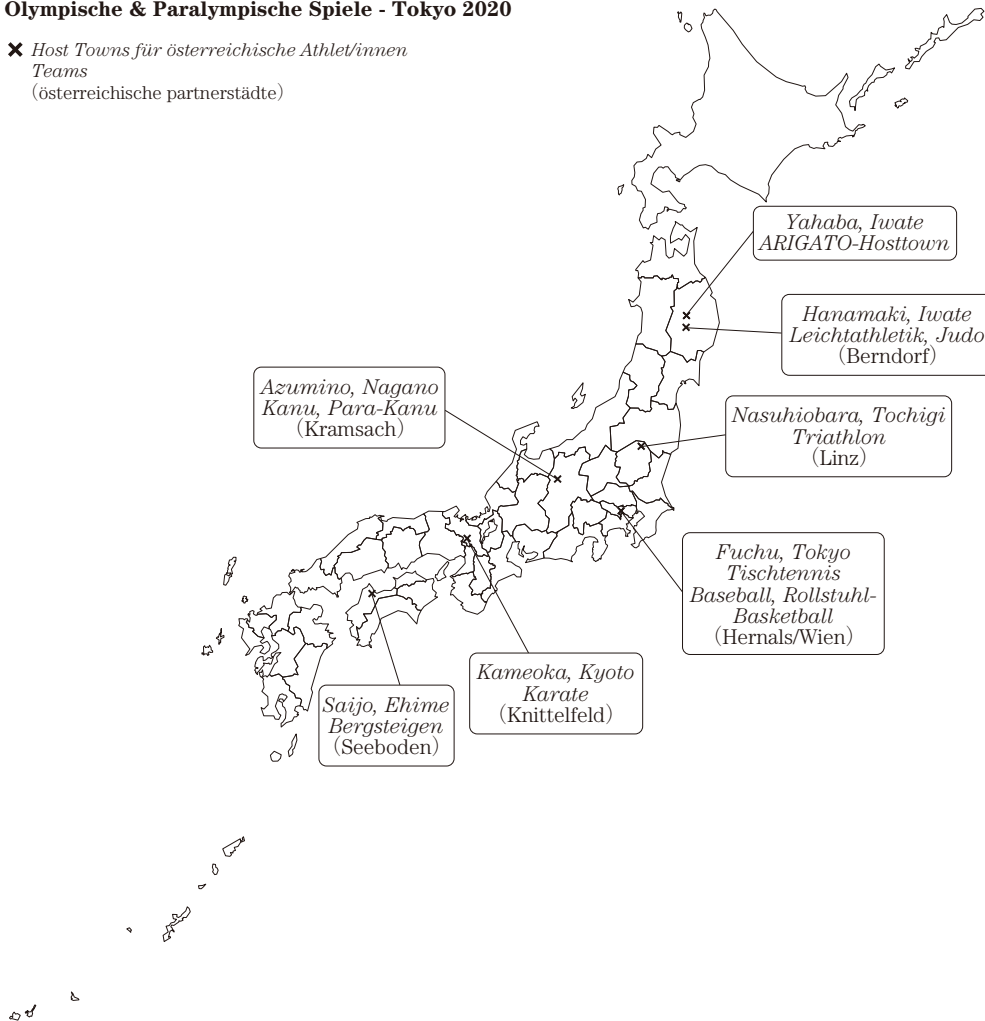 Olympische & Paralympische Spiele - Tokyo 2020
× Host Towns für österreichische Athlet/innen
Teams
(österreichische partnerstädte)
Yahaba, Iwate
ARIGATO-Hosttown
Hanamaki, Iwate
Leichtathletik, Judo
(Berndorf)
Azumino, Nagano
Kanu, Para-Kanu
(Kramsach)
Nasuhiobara, Tochigi
Triathlon
(Linz)
Fuchu, Tokyo
Tischtennis
Baseball, Rollstuhl-
Basketball
(Hernals/Wien)
Kameoka, Kyoto
Karate
(Knittelfeld)
Saijo, Ehime
Bergsteigen
(Seeboden)